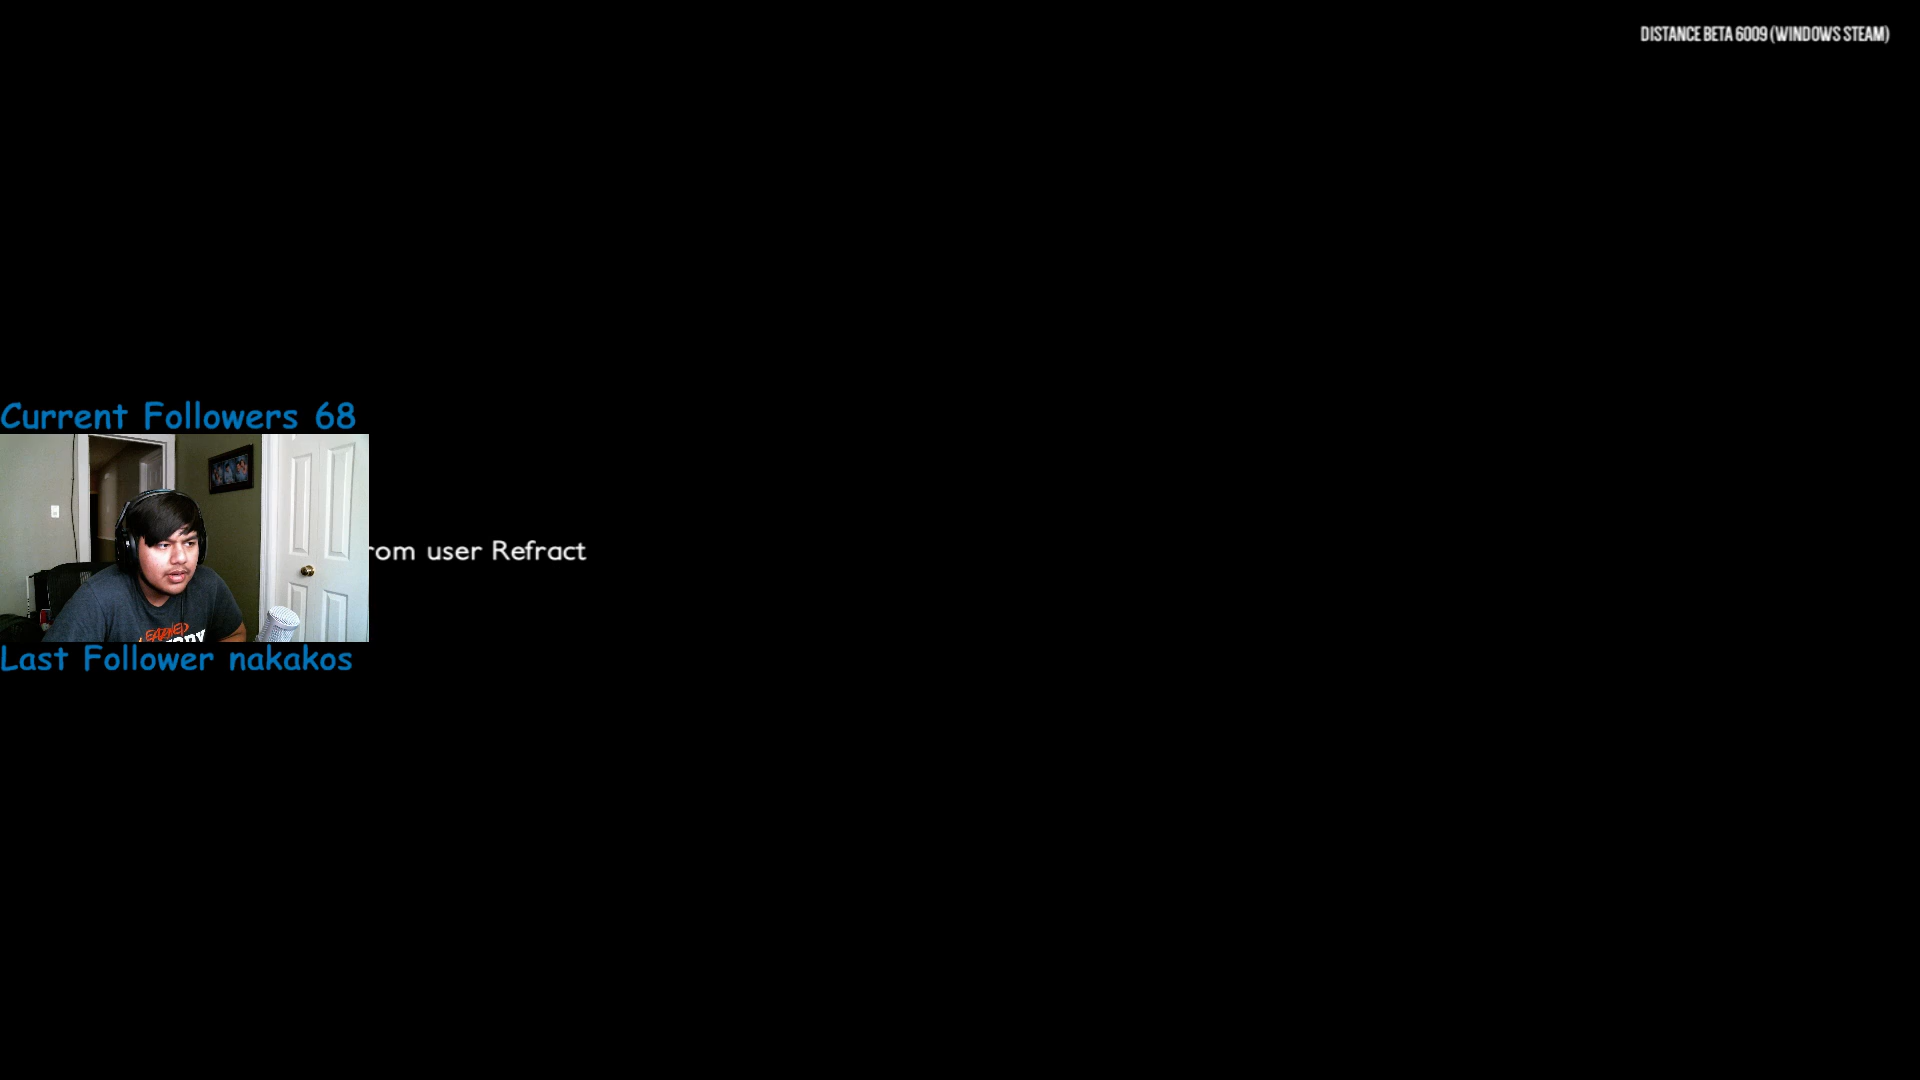 DISTANCE BETA 6009 (WINDOWS STEAM)
Current Followers 68
rom user Refract
Last Follower nakakos